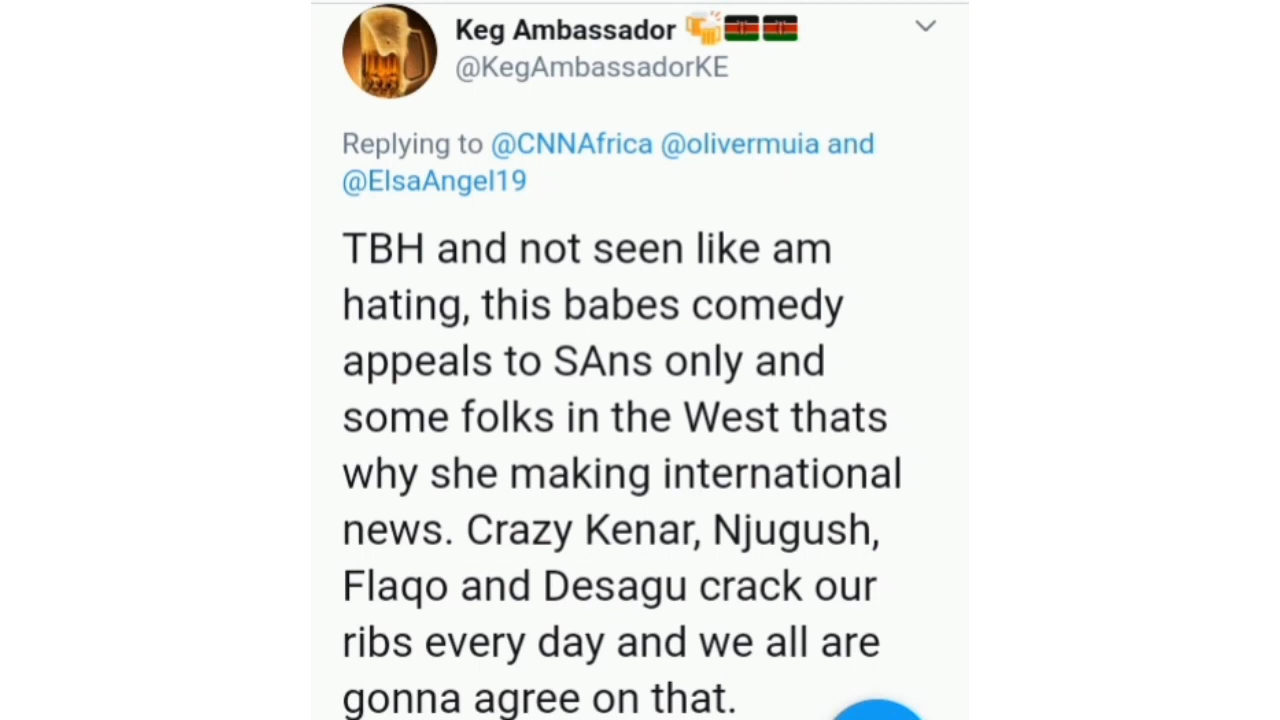 Keg Ambassador 🍻🇰🇪🇰🇪
@KegAmbassadorKE
Replying to @CNNAfrica @olivermuia and
@ElsaAngel19
TBH and not seen like am
hating, this babes comedy
appeals to SAns only and
some folks in the West thats
why she making international
news. Crazy Kenar, Njugush,
Flaqo and Desagu crack our
ribs every day and we all are
gonna agree on that.